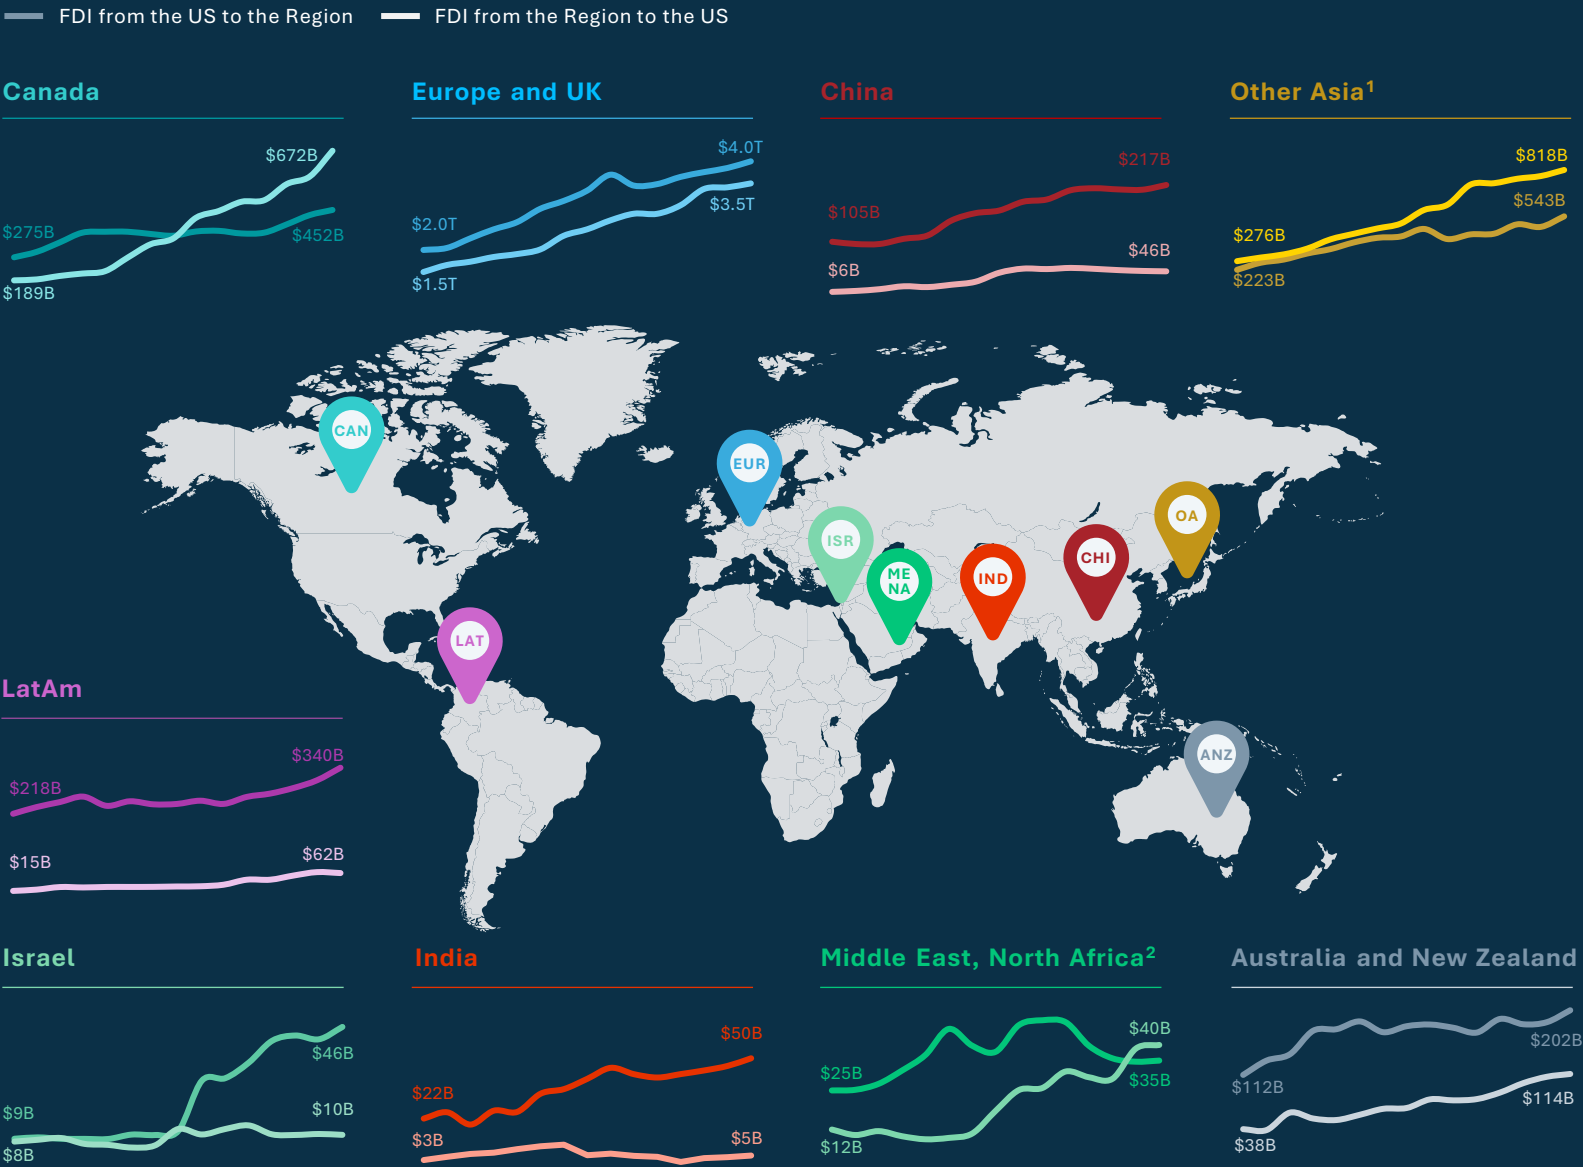 FDI from the US to the Region
FDI from the Region to the US
Canada
$672B
$275B
$452B
$189B
Europe and UK
$4.0T
$2.0T
$3.5T
$1.5T
China
$217B
$105B
$46B
$6B
Other Asia¹
$818B
$543B
$276B
$223B
CAN
EUR
OA
ISR
CHI
ME
NA
IND
LAT
ANZ
LatAm
$340B
$218B
$62B
$15B
Israel
$46B
$9B
$10B
$8B
India
$50B
$22B
$3B
$5B
Middle East, North Africa²
$40B
$25B
$35B
$12B
Australia and New Zealand
$202B
$112B
$114B
$38B